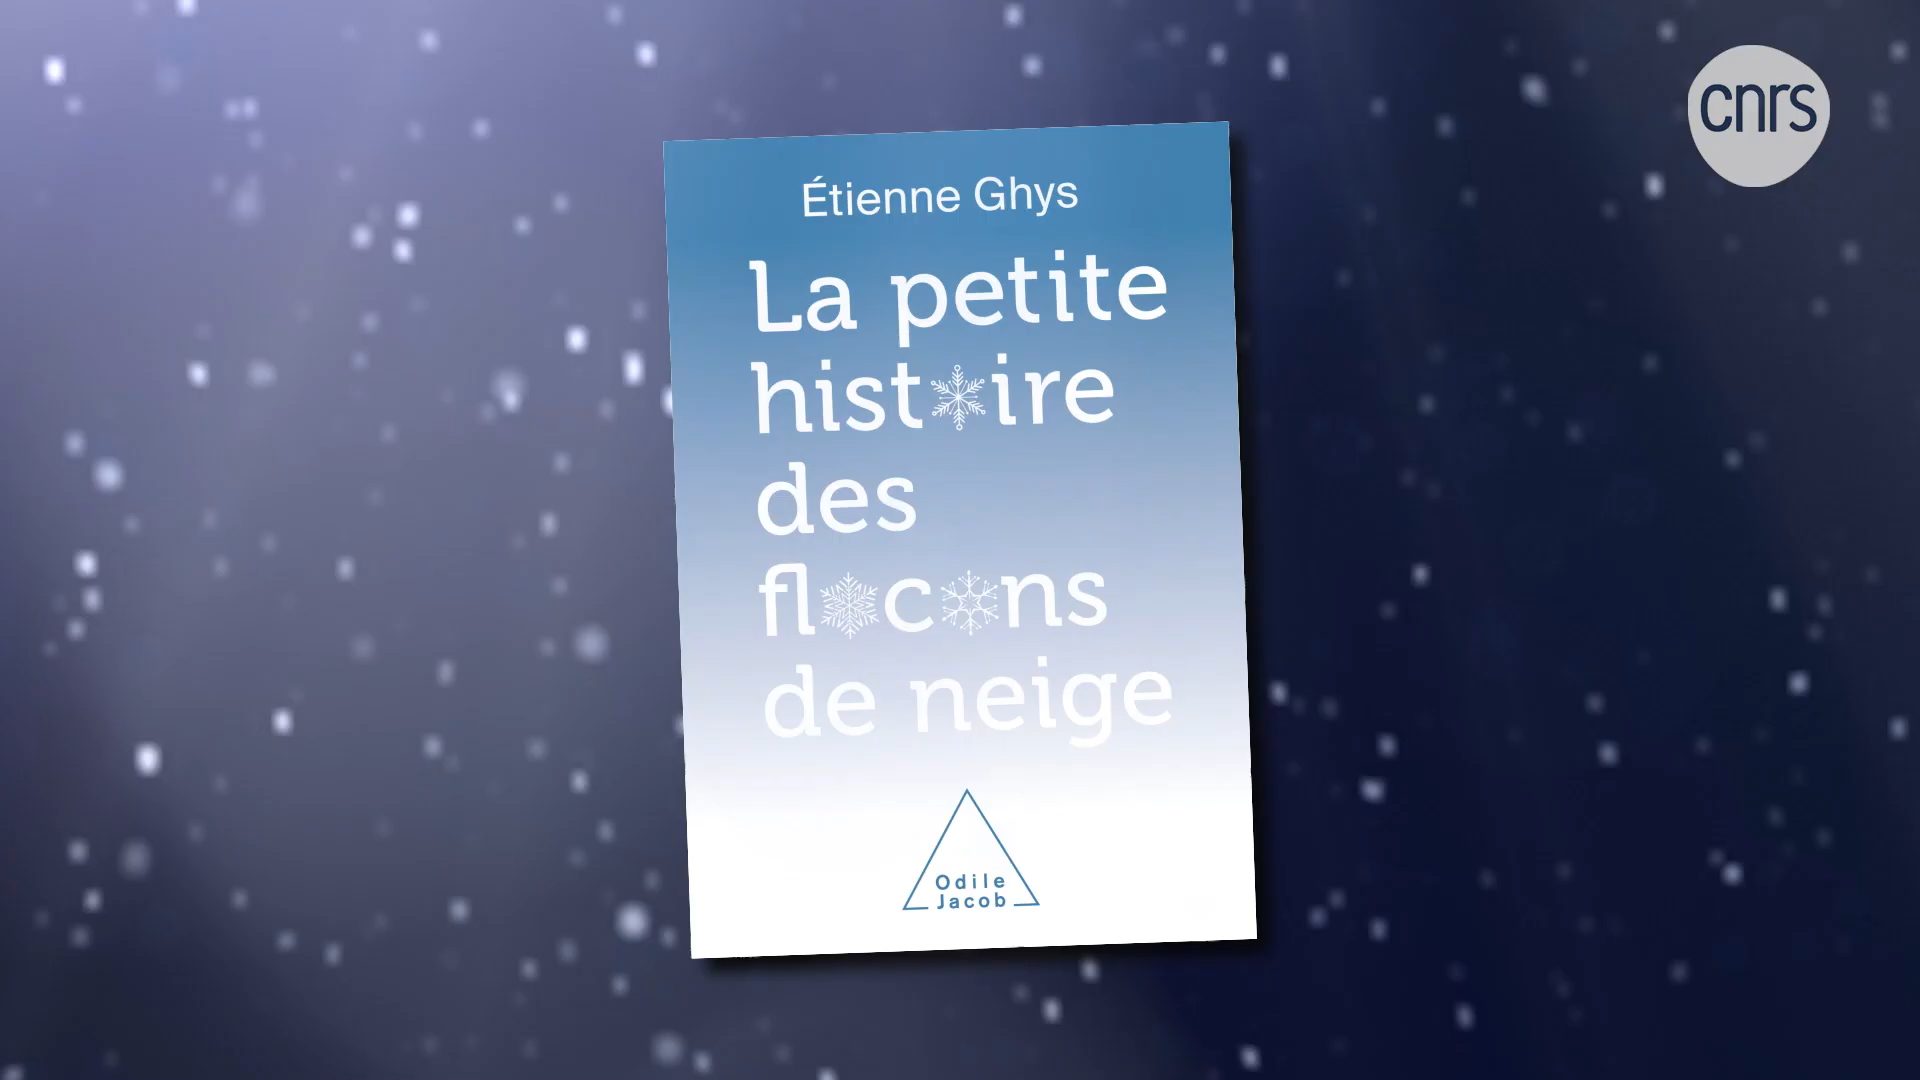 cnrs
Étienne Ghys
La petite
histoire
des
flocons
de neige
Odile
Jacob